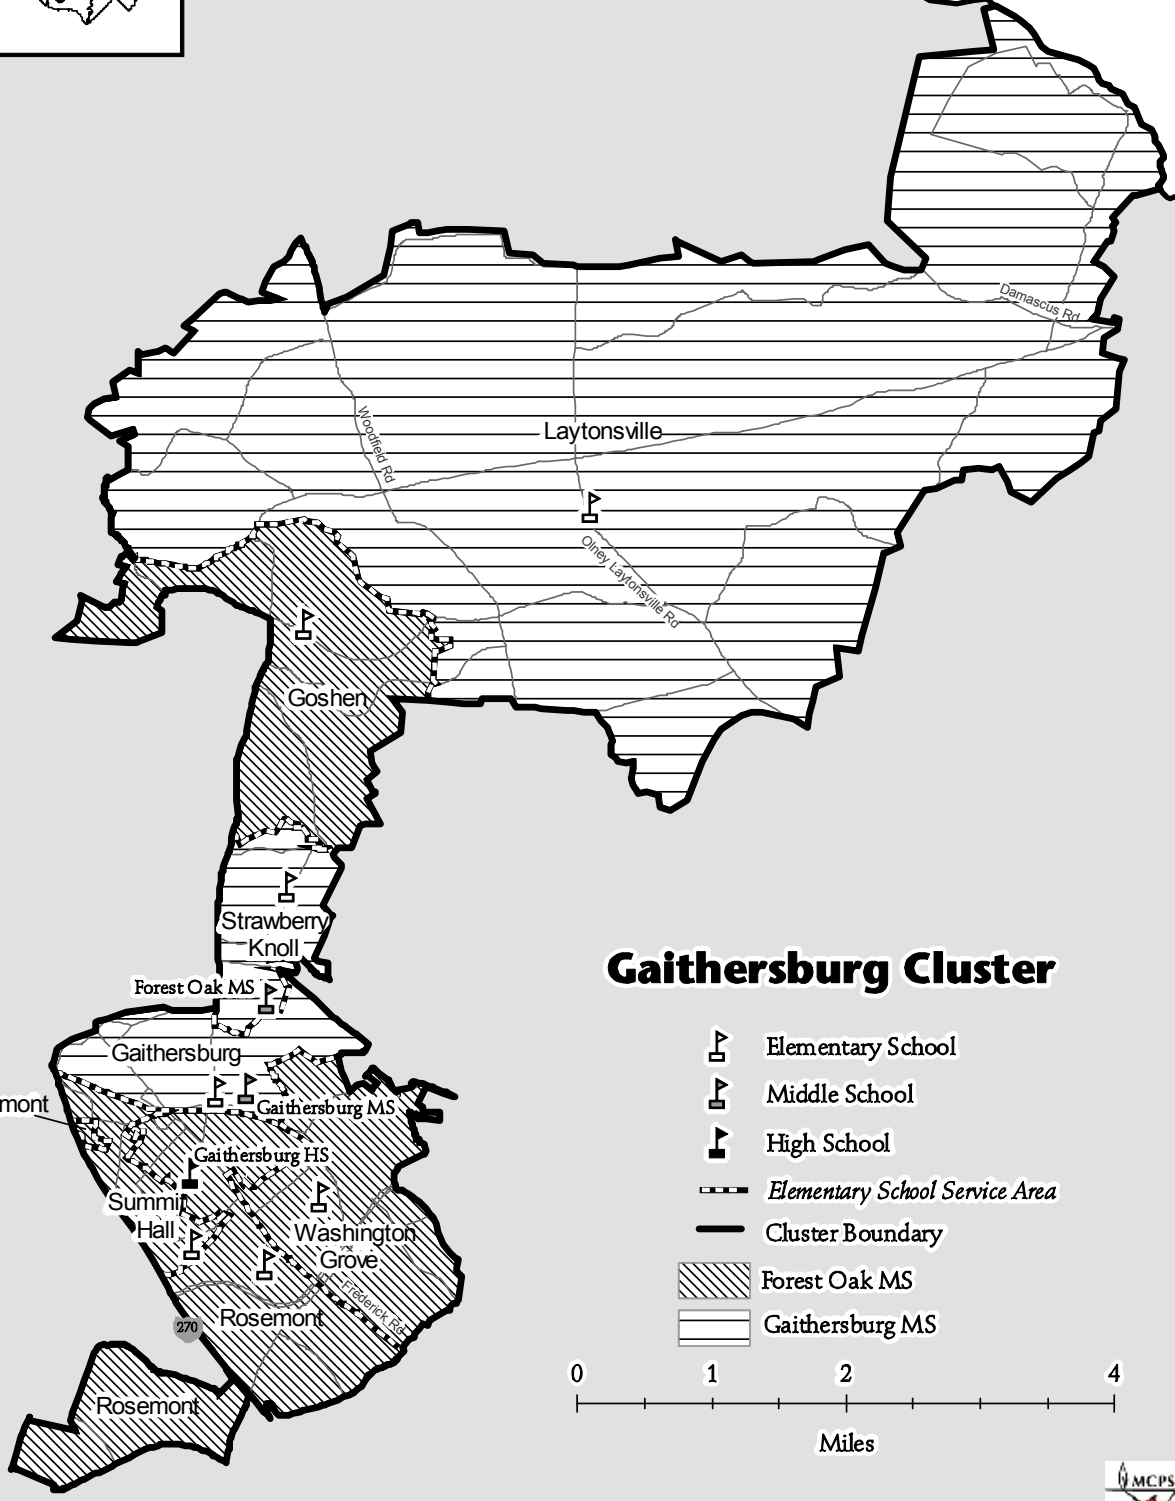 Damascus Rd
Woodfield Rd
Laytonsville
Olney Laytonsville Rd
Goshen
Strawberry
Knoll
Forest Oak MS
Gaithersburg
mont
Gaithersburg MS
Gaithersburg HS
Summit
Hall
Washington
Grove
Frederick Rd
Rosemont
270
Rosemont
Gaithersburg Cluster
Elementary School
Middle School
High School
Elementary School Service Area
Cluster Boundary
Forest Oak MS
Gaithersburg MS
0 1 2 4
Miles
MCPS